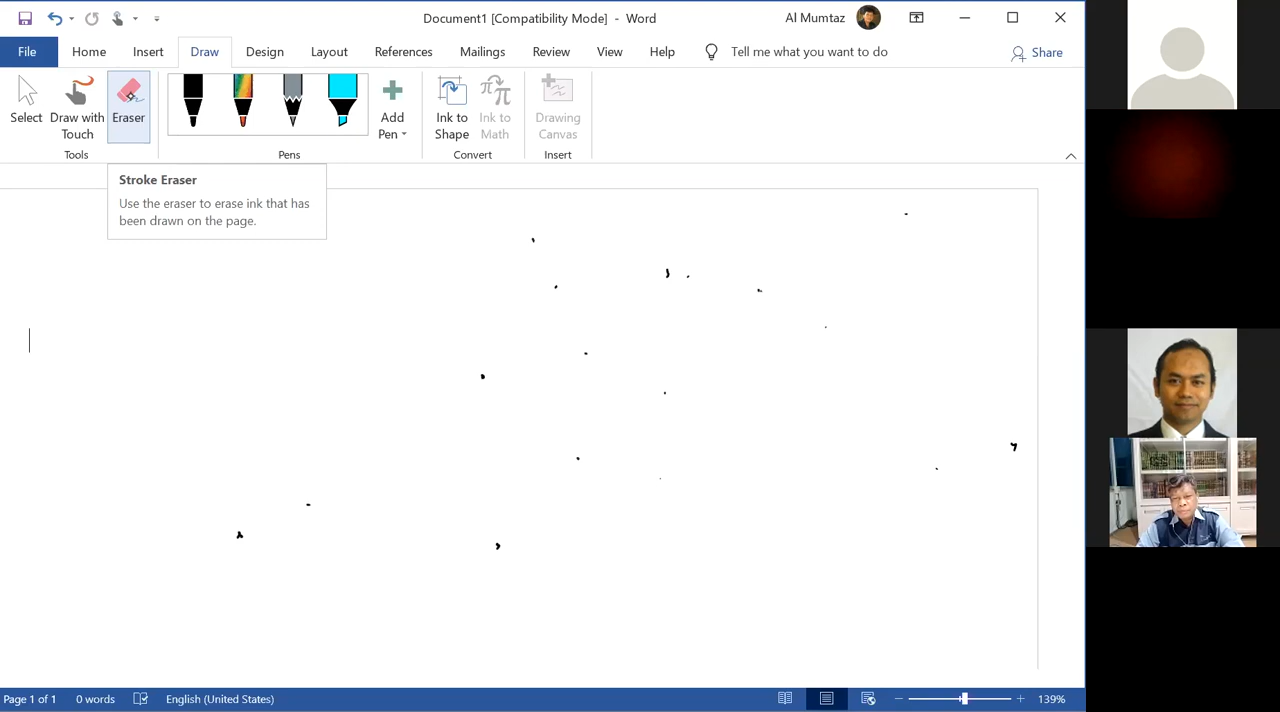 Document1 [Compatibility Mode] - Word
Al Mumtaz
File Home Insert Draw Design Layout References Mailings Review View Help Tell me what you want to do Share
Select
Draw with Touch
Eraser
Add Pen
Ink to Shape
Ink to Math
Drawing Canvas
Tools
Pens
Convert
Insert
Stroke Eraser
Use the eraser to erase ink that has
been drawn on the page.
Page 1 of 1 0 words English (United States) 139%